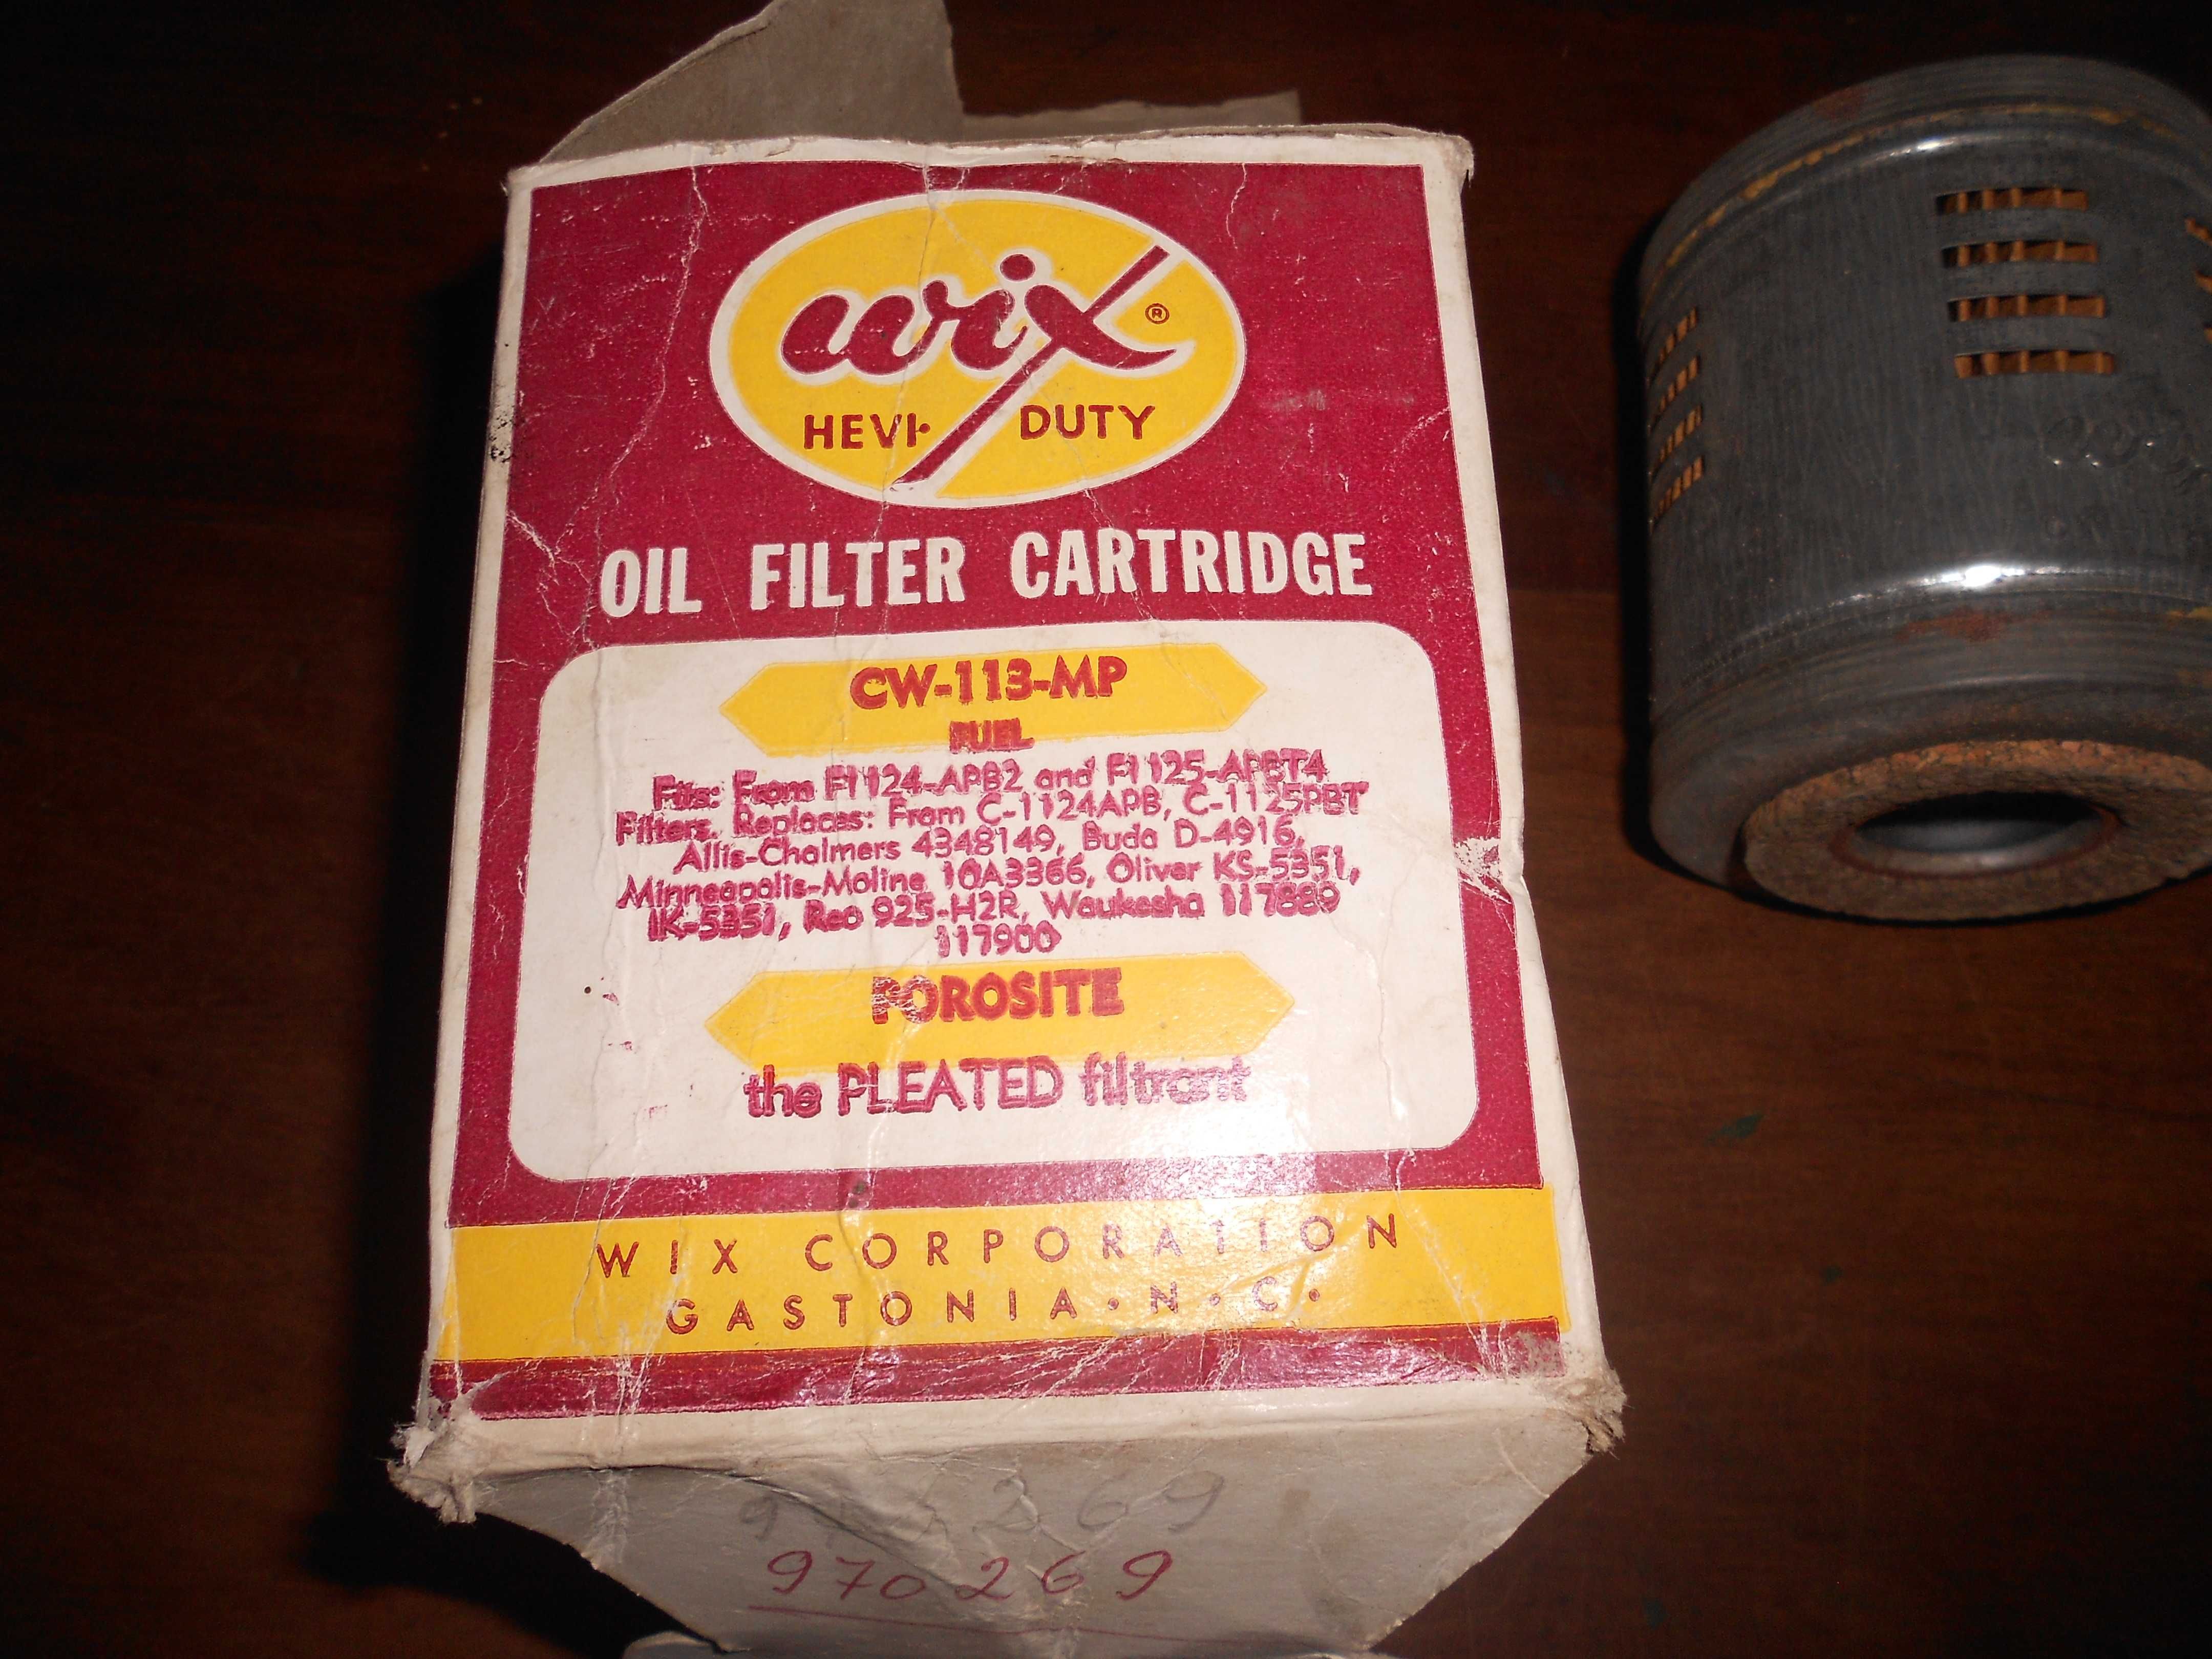 wix®
HEVI-DUTY
OIL FILTER CARTRIDGE
CW-113-MP
FUEL
Fits: From F1124-APB2 and F1125-APBT4
Filters. Replaces: From C-1124APB, C-1125PBT
Allis-Chalmers 4348149, Buda D-4916,
Minneapolis-Moline 10A3366, Oliver KS-5351,
IK-5351, Reo 925-H2R, Waukesha 117889
117900
POROSITE
the PLEATED filtrant
WIX CORPORATION
GASTONIA·N·C·
970269